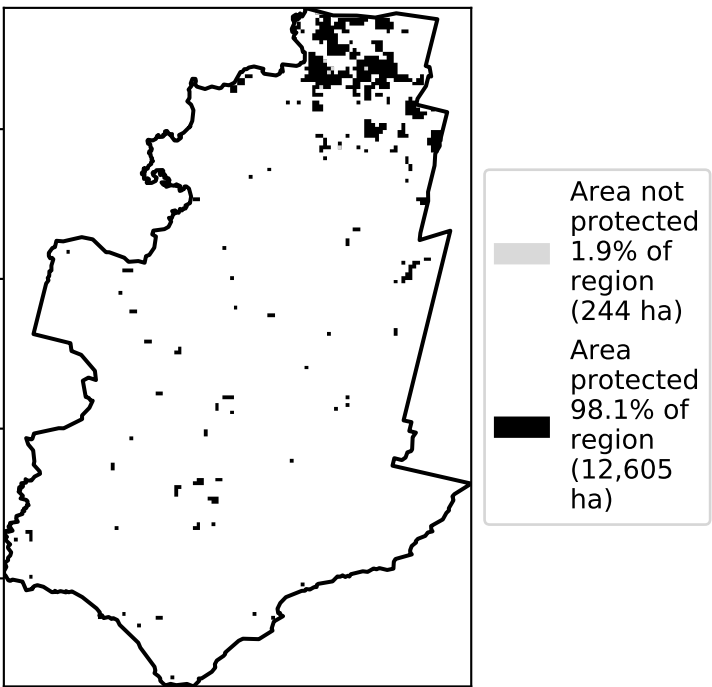 Area not
protected
1.9% of
region
(244 ha)
Area
protected
98.1% of
region
(12,605
ha)